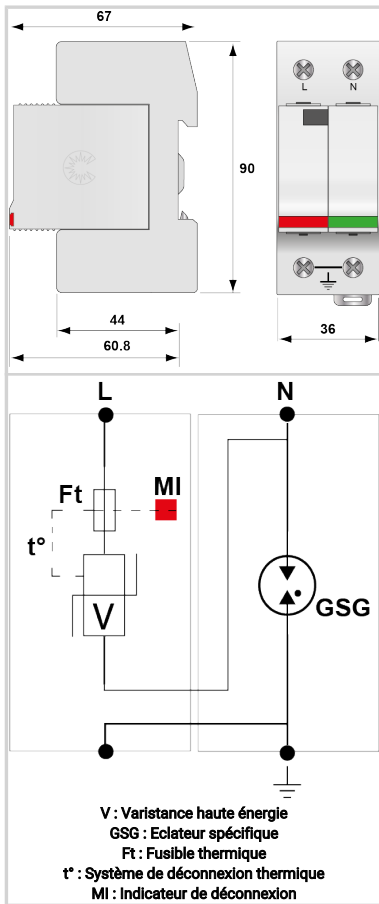 67
L N
90
44
60.8
36
L N
Ft MI
t°
V
GSG
V : Varistance haute énergie
GSG : Eclateur spécifique
Ft : Fusible thermique
t° : Système de déconnexion thermique
MI : Indicateur de déconnexion